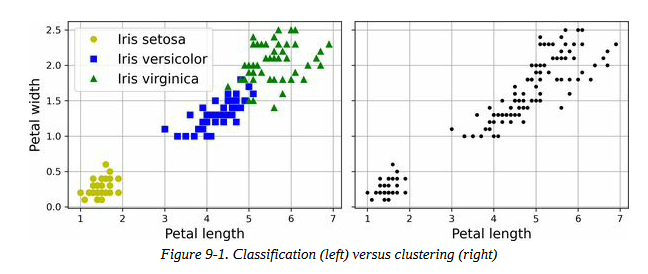 2.5
2.0
1.5
1.0
0.5
0.0
Petal width
Iris setosa
Iris versicolor
Iris virginica
1 2 3 4 5 6 7
Petal length
1 2 3 4 5 6 7
Petal length
Figure 9-1. Classification (left) versus clustering (right)